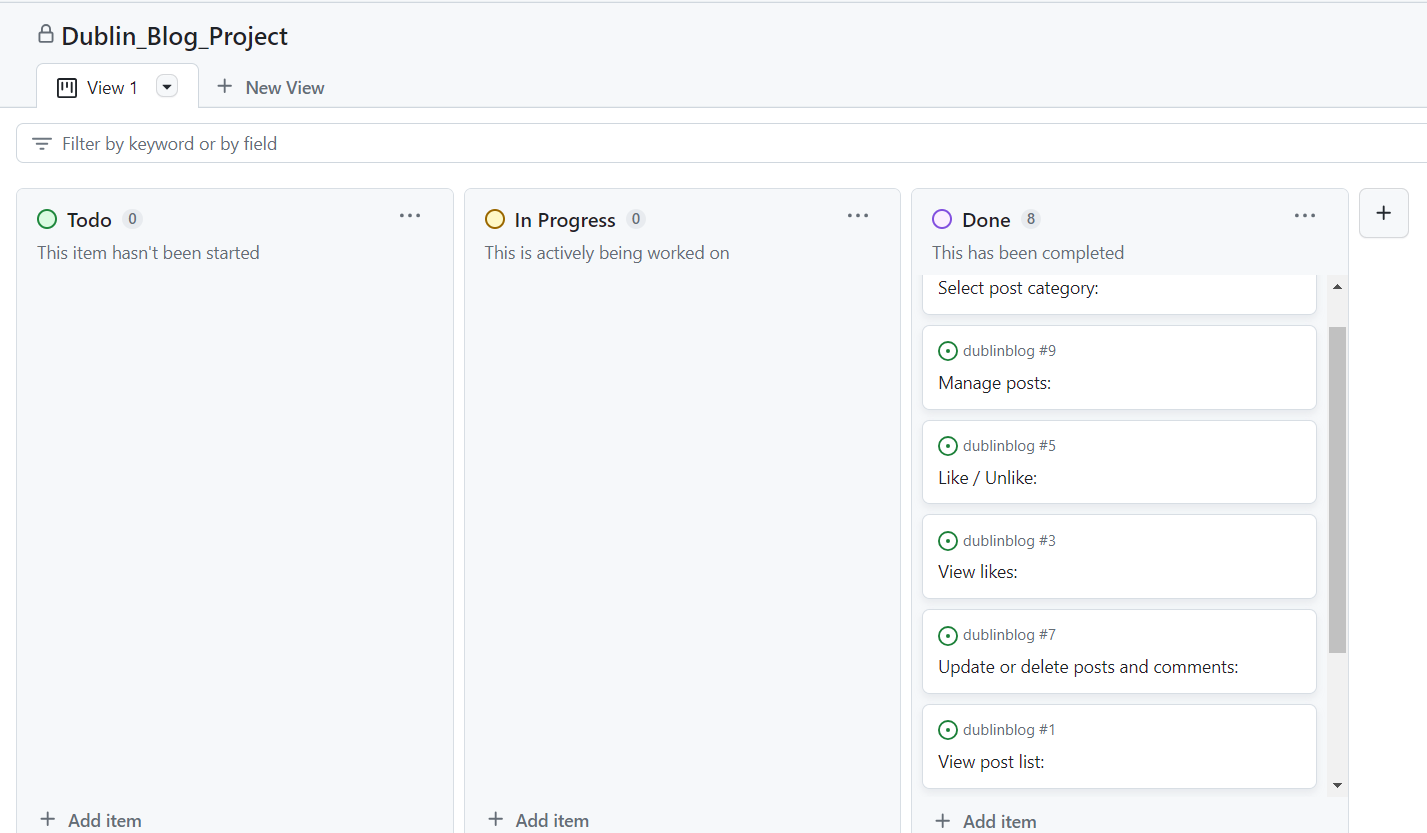 Dublin_Blog_Project
View 1
New View
Filter by keyword or by field
Todo 0
This item hasn't been started
Add item
In Progress 0
This is actively being worked on
Add item
Done 8
This has been completed
Select post category:
dublinblog #9
Manage posts:
dublinblog #5
Like / Unlike:
dublinblog #3
View likes:
dublinblog #7
Update or delete posts and comments:
dublinblog #1
View post list:
Add item